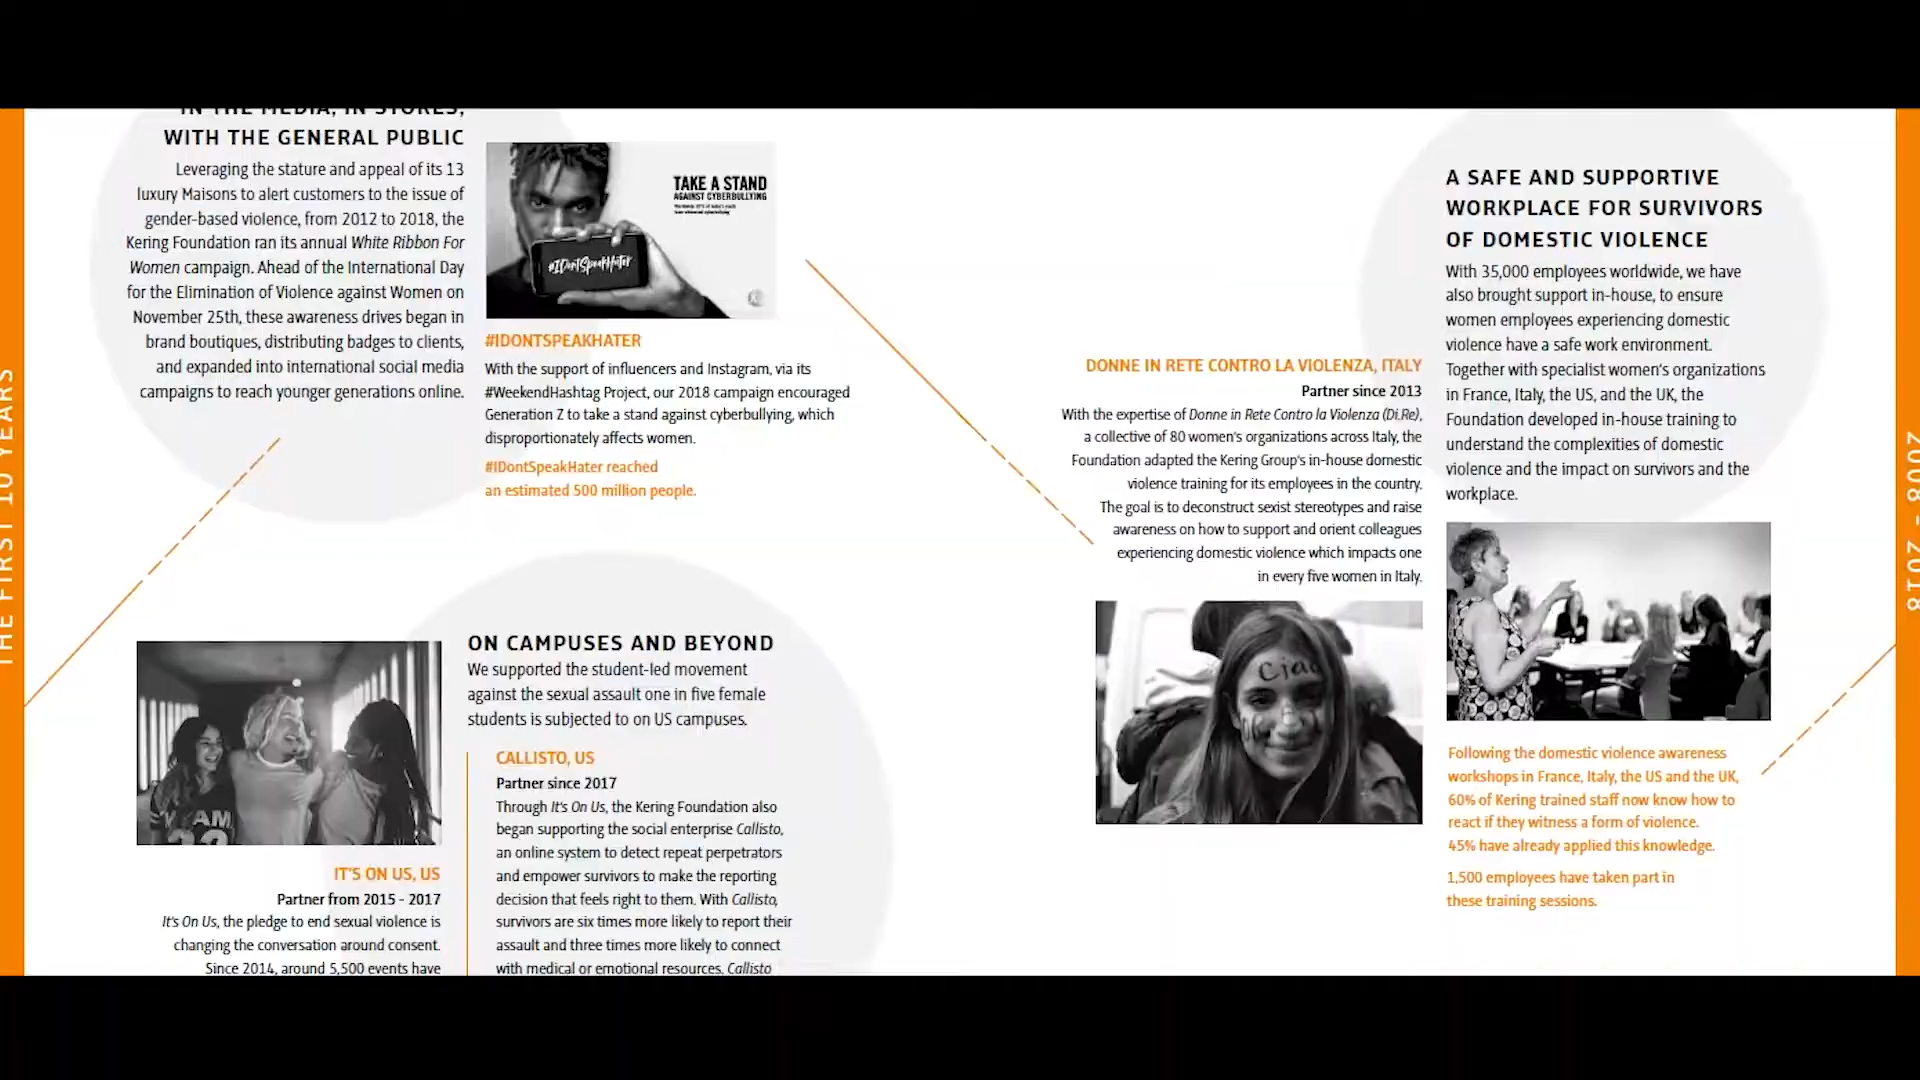 THE FIRST 10 YEARS
IN THE MEDIA, IN STORES,
WITH THE GENERAL PUBLIC
Leveraging the stature and appeal of its 13
luxury Maisons to alert customers to the issue of
gender-based violence, from 2012 to 2018, the
Kering Foundation ran its annual White Ribbon For
Women campaign. Ahead of the International Day
for the Elimination of Violence against Women on
November 25th, these awareness drives began in
brand boutiques, distributing badges to clients,
and expanded into international social media
campaigns to reach younger generations online.
TAKE A STAND
AGAINST CYBERBULLYING
#IDontSpeakHater
#IDONTSPEAKHATER
With the support of influencers and Instagram, via its
#WeekendHashtag Project, our 2018 campaign encouraged
Generation Z to take a stand against cyberbullying, which
disproportionately affects women.
#IDontSpeakHater reached
an estimated 500 million people.
IT'S ON US, US
Partner from 2015 - 2017
It's On Us, the pledge to end sexual violence is
changing the conversation around consent.
Since 2014, around 5,500 events have
ON CAMPUSES AND BEYOND
We supported the student-led movement
against the sexual assault one in five female
students is subjected to on US campuses.
CALLISTO, US
Partner since 2017
Through It's On Us, the Kering Foundation also
began supporting the social enterprise Callisto,
an online system to detect repeat perpetrators
and empower survivors to make the reporting
decision that feels right to them. With Callisto,
survivors are six times more likely to report their
assault and three times more likely to connect
with medical or emotional resources. Callisto
DONNE IN RETE CONTRO LA VIOLENZA, ITALY
Partner since 2013
With the expertise of Donne in Rete Contro la Violenza (Di.Re),
a collective of 80 women's organizations across Italy, the
Foundation adapted the Kering Group's in-house domestic
violence training for its employees in the country.
The goal is to deconstruct sexist stereotypes and raise
awareness on how to support and orient colleagues
experiencing domestic violence which impacts one
in every five women in Italy.
Ciao
A SAFE AND SUPPORTIVE
WORKPLACE FOR SURVIVORS
OF DOMESTIC VIOLENCE
With 35,000 employees worldwide, we have
also brought support in-house, to ensure
women employees experiencing domestic
violence have a safe work environment.
Together with specialist women's organizations
in France, Italy, the US, and the UK, the
Foundation developed in-house training to
understand the complexities of domestic
violence and the impact on survivors and the
workplace.
Following the domestic violence awareness
workshops in France, Italy, the US and the UK,
60% of Kering trained staff now know how to
react if they witness a form of violence.
45% have already applied this knowledge.
1,500 employees have taken part in
these training sessions.
2008 - 2018